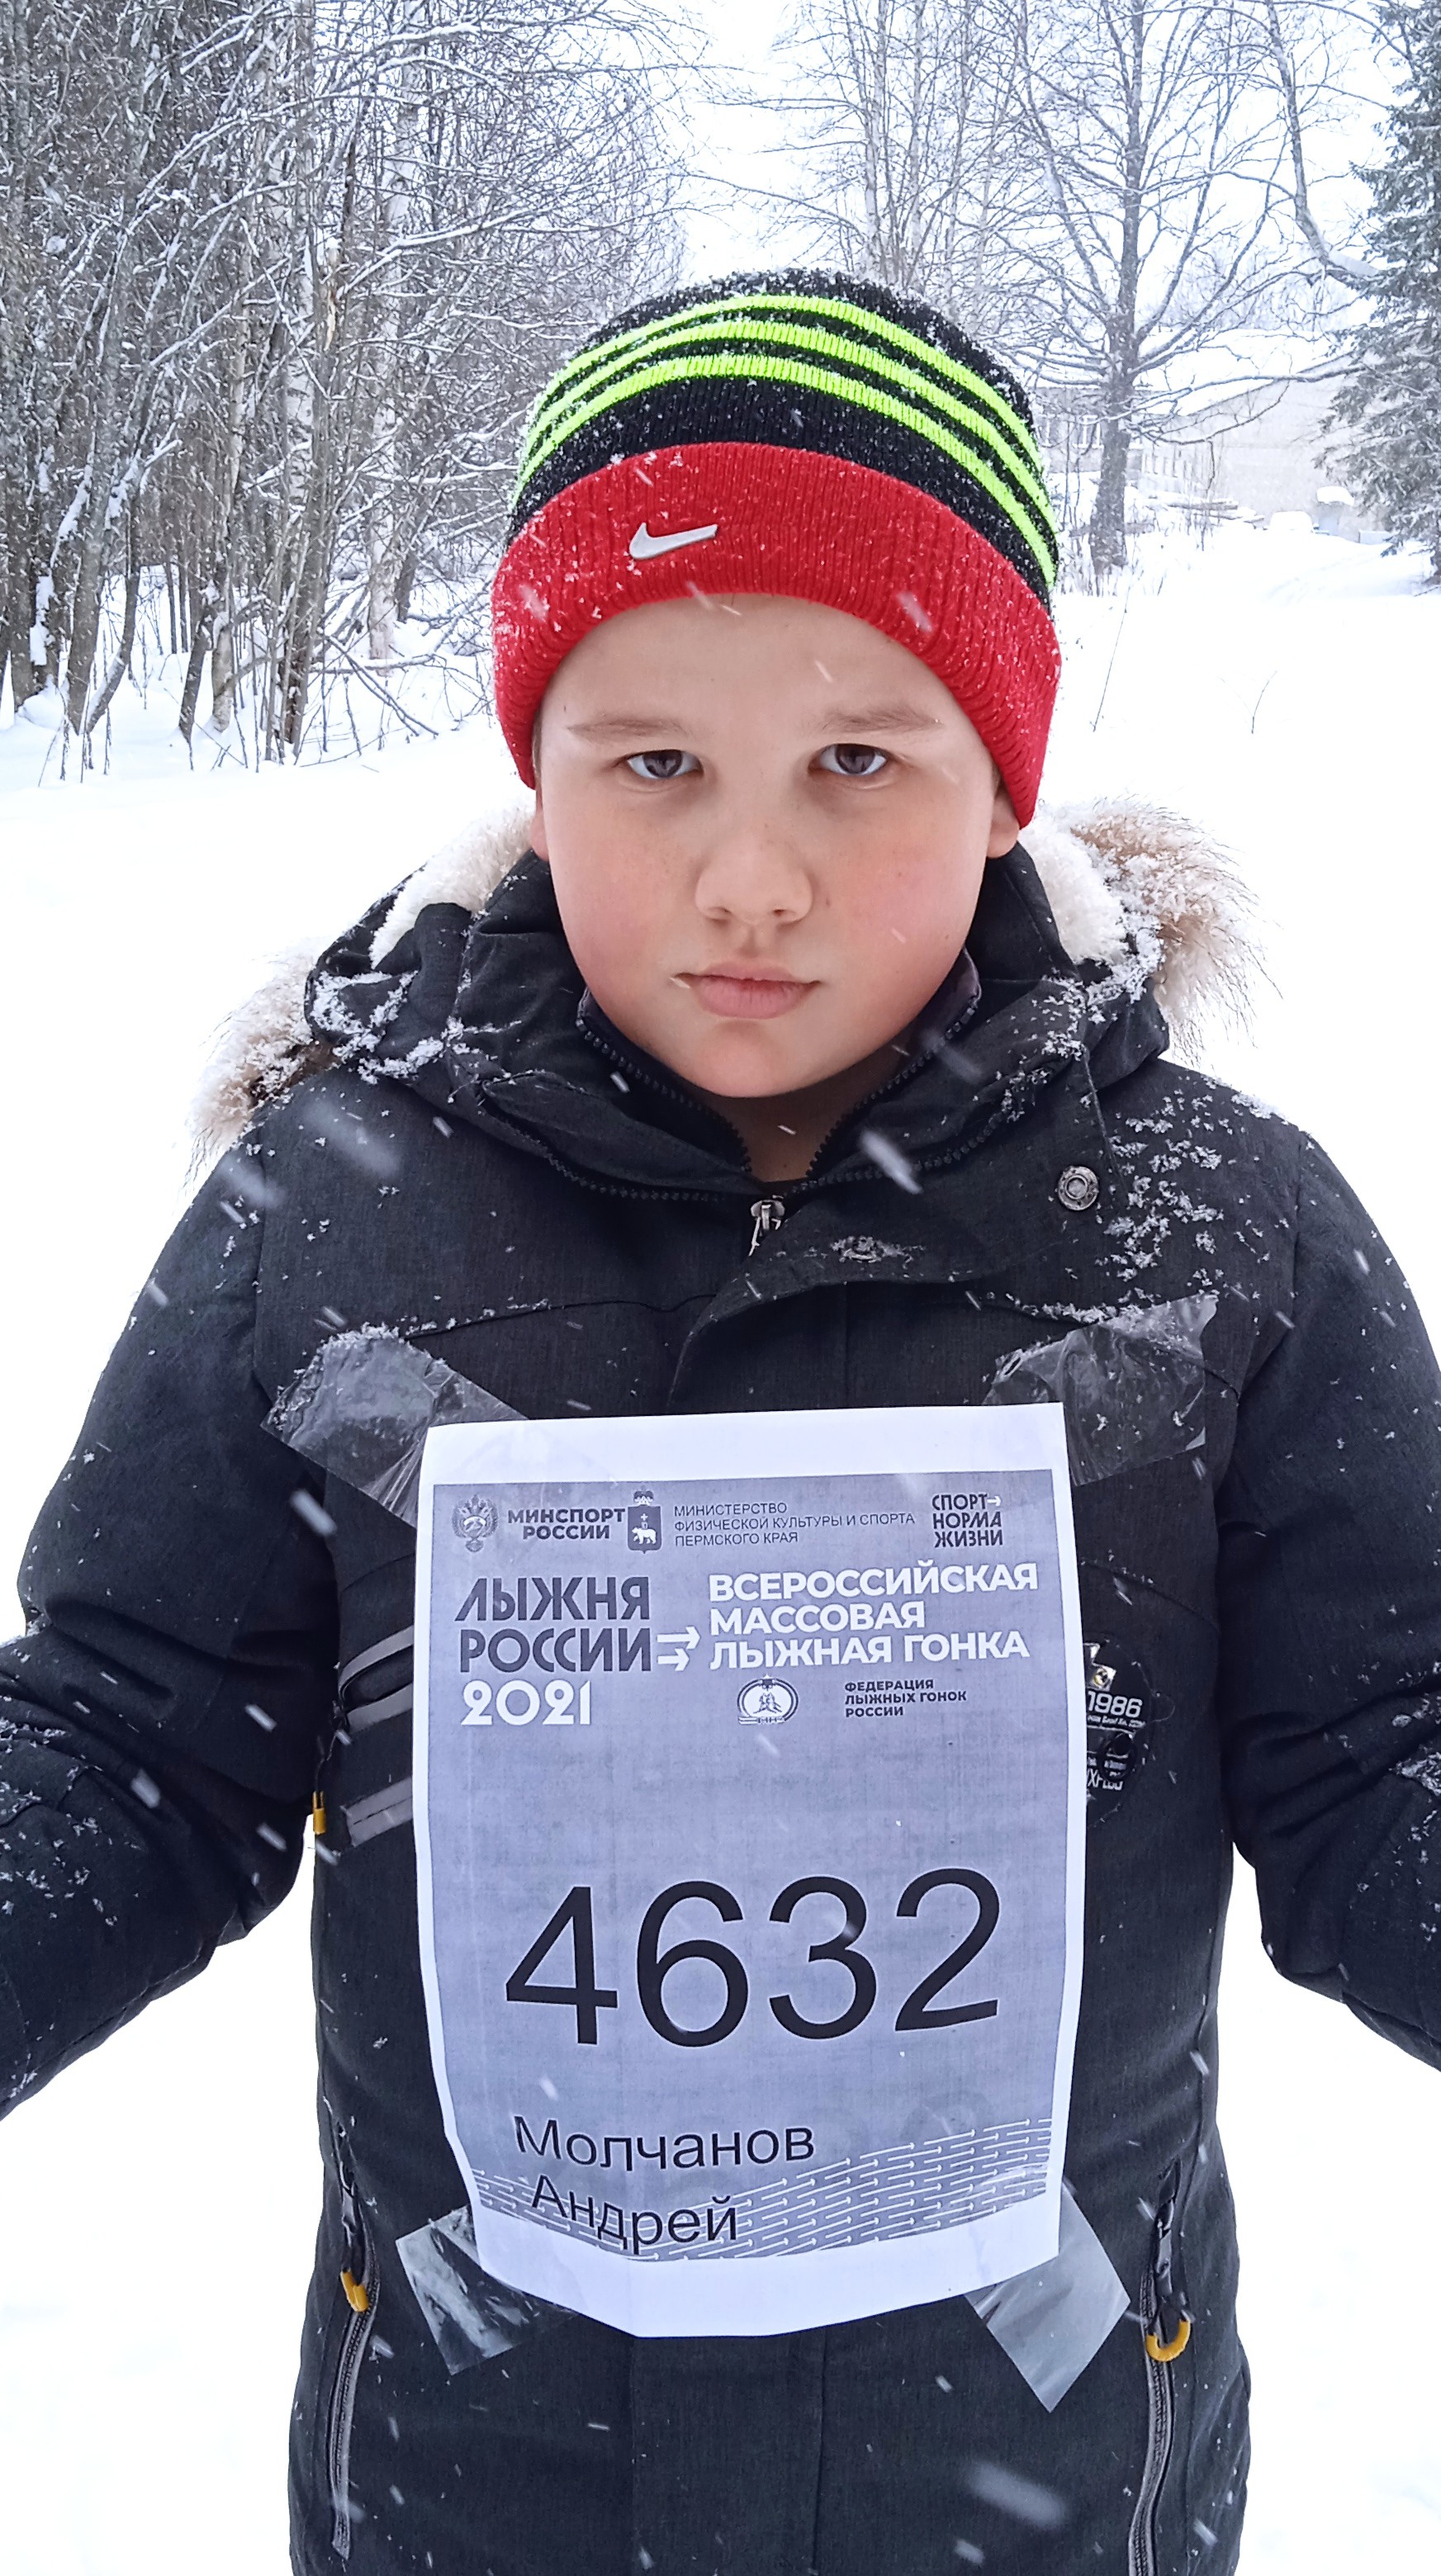 МИНСПОРТ
РОССИИ
МИНИСТЕРСТВО
ФИЗИЧЕСКОЙ КУЛЬТУРЫ И СПОРТА
ПЕРМСКОГО КРАЯ
СПОРТ
НОРМА
ЖИЗНИ
ЛЫЖНЯ
РОССИИ
2021
ВСЕРОССИЙСКАЯ
МАССОВАЯ
ЛЫЖНАЯ ГОНКА
ФЕДЕРАЦИЯ
ЛЫЖНЫХ ГОНОК
РОССИИ
1986
4632
Молчанов
Андрей